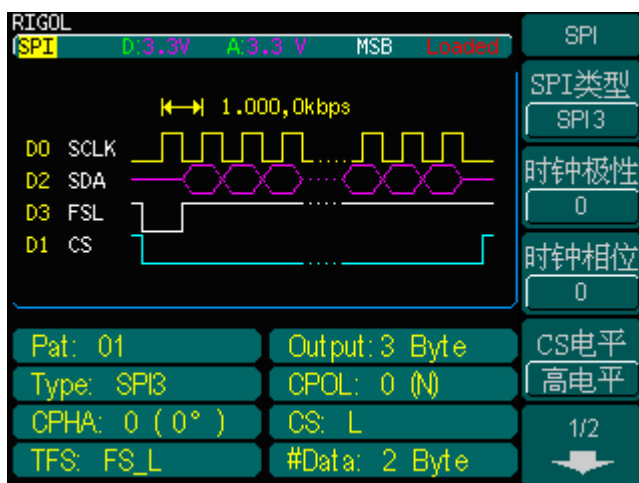 RIGOL
SPI D:3.3V A:3.3 V MSB Loaded
1.000,0kbps
D0 SCLK
D2 SDA
D3 FSL
D1 CS
Pat: 01 Output: 3 Byte
Type: SPI3 CPOL: 0 (N)
CPHA: 0 ( 0° ) CS: L
TFS: FS_L #Data: 2 Byte
SPI
SPI类型
SPI3
时钟极性
0
时钟相位
0
CS电平
高电平
1/2